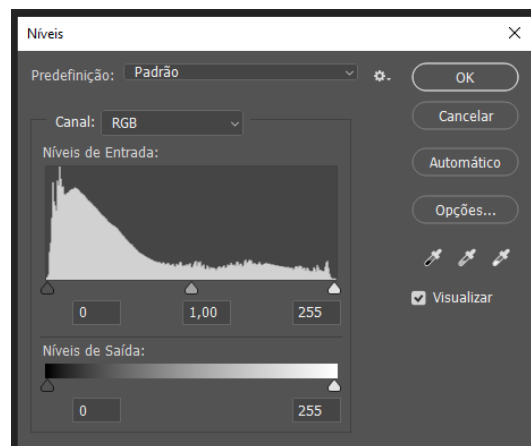 Níveis
Predefinição: Padrão
OK
Canal: RGB
Cancelar
Níveis de Entrada:
Automático
Opções...
0 1,00 255
Visualizar
Níveis de Saída:
0 255